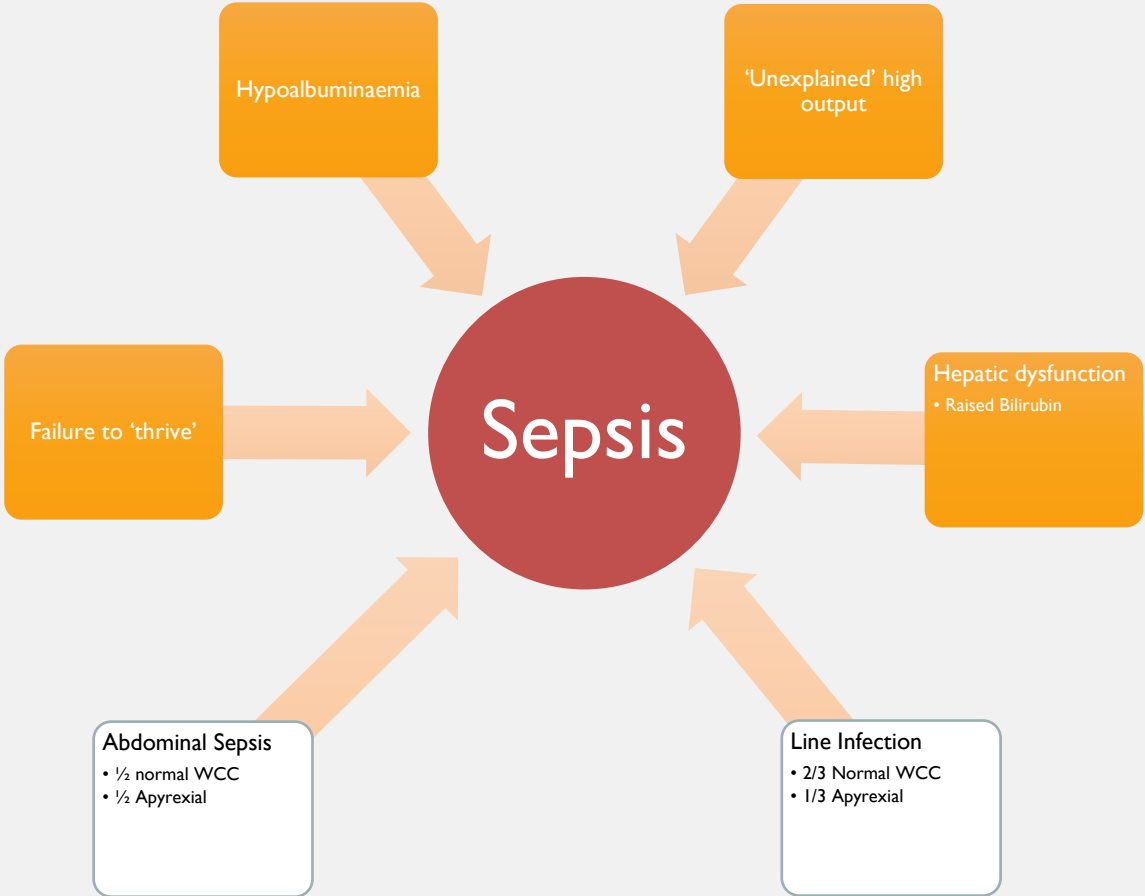 Hypoalbuminaemia
‘Unexplained’ high
output
Failure to ‘thrive’
Sepsis
Hepatic dysfunction
• Raised Bilirubin
Abdominal Sepsis
• ½ normal WCC
• ½ Apyrexial
Line Infection
• 2/3 Normal WCC
• 1/3 Apyrexial